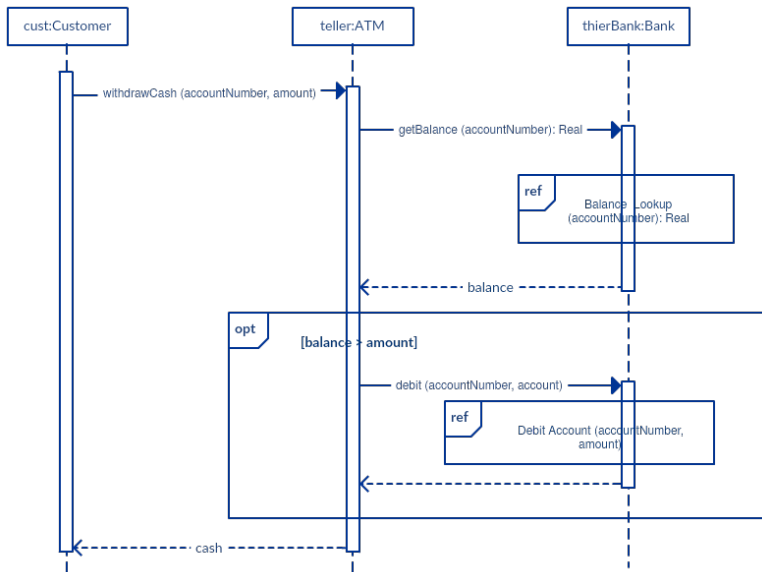 cust:Customer
teller:ATM
thierBank:Bank
withdrawCash (accountNumber, amount)
getBalance (accountNumber): Real
ref
Balance Lookup
(accountNumber): Real
balance
opt
[balance > amount]
debit (accountNumber, account)
ref
Debit Account (accountNumber,
amount)
cash